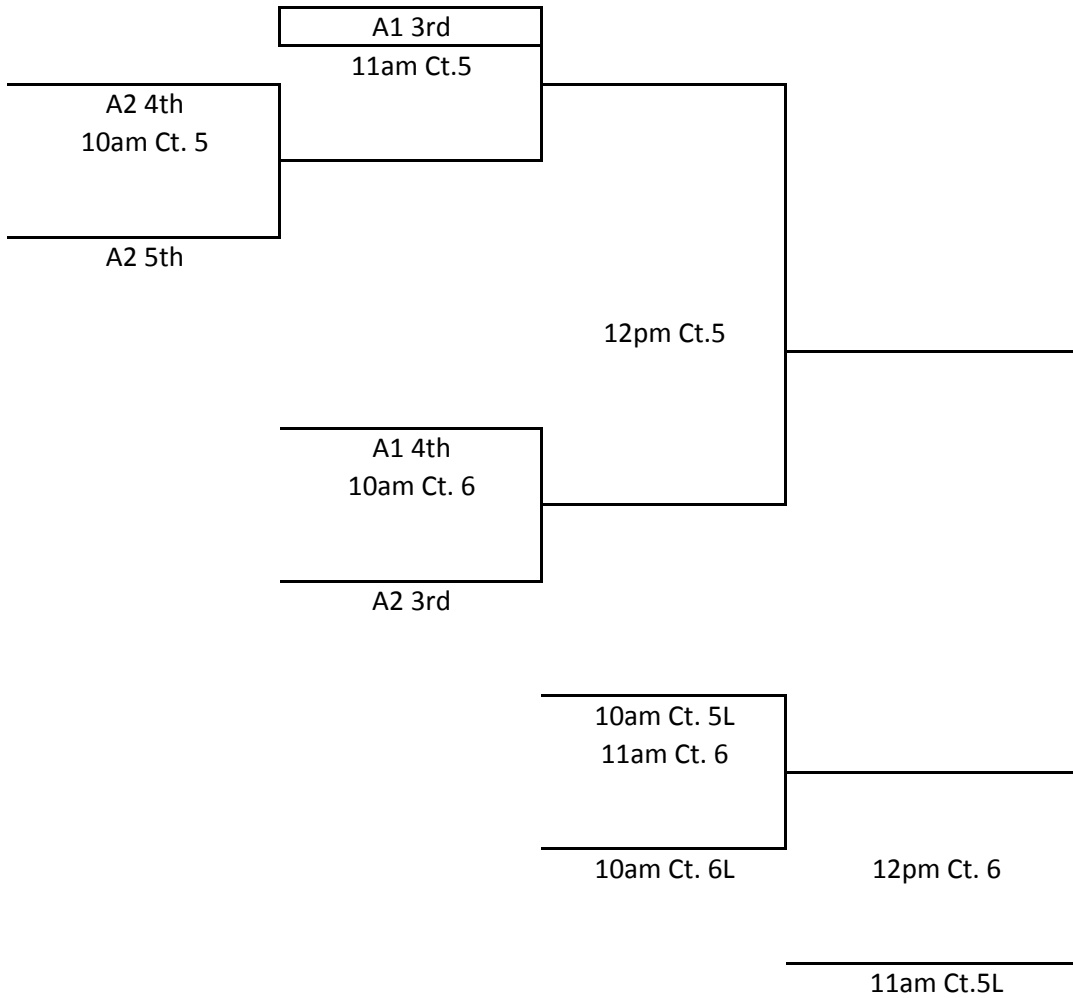 A1 3rd
11am Ct.5
A2 4th
10am Ct. 5
A2 5th
12pm Ct.5
A1 4th
10am Ct. 6
A2 3rd
10am Ct. 5L
11am Ct. 6
10am Ct. 6L
12pm Ct. 6
11am Ct.5L